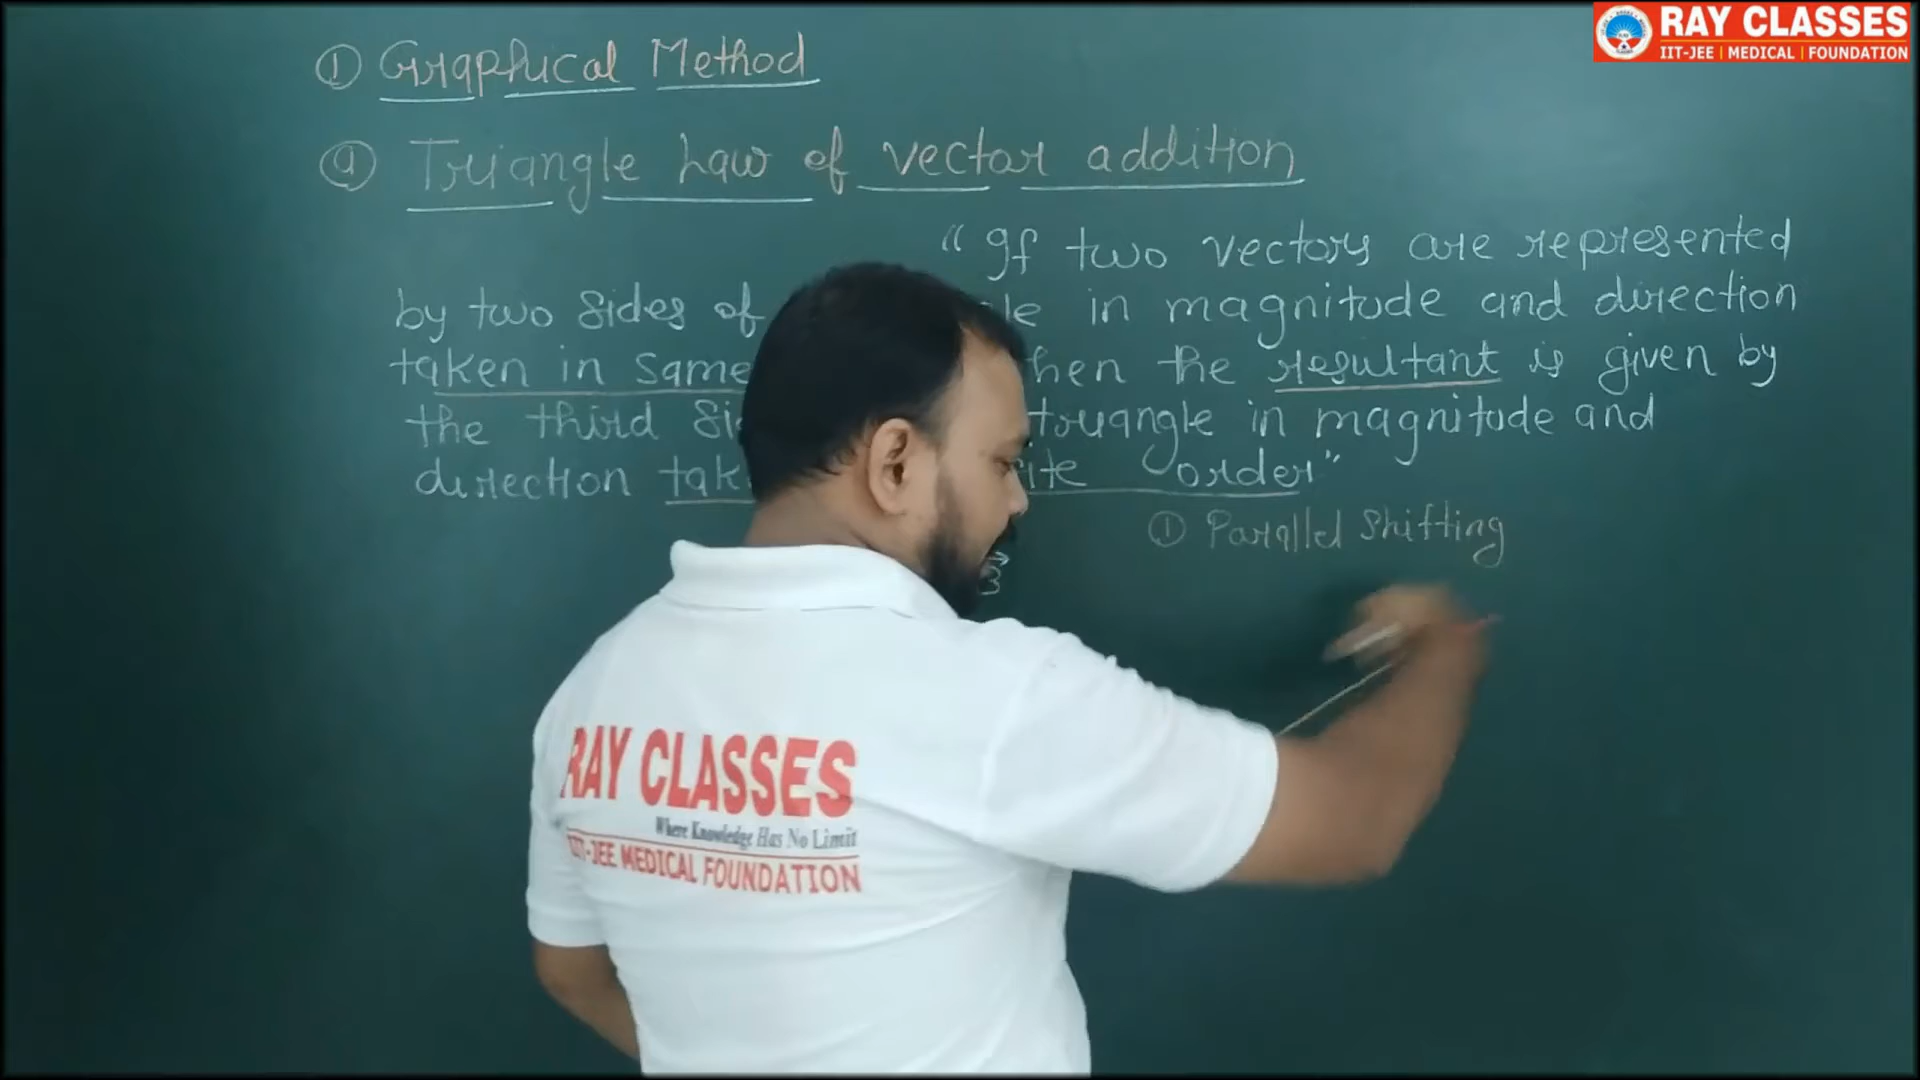 RAY CLASSES
IIT-JEE | MEDICAL | FOUNDATION
① Graphical Method
ⓐ Triangle Law of vector addition
“ If two vectors are represented
by two sides of in magnitude and direction
taken in same the resultant is given by
the third triangle in magnitude and
direction order”
① Parallel Shifting
RAY CLASSES
Where Knowledge Has No Limit
IIT-JEE MEDICAL FOUNDATION